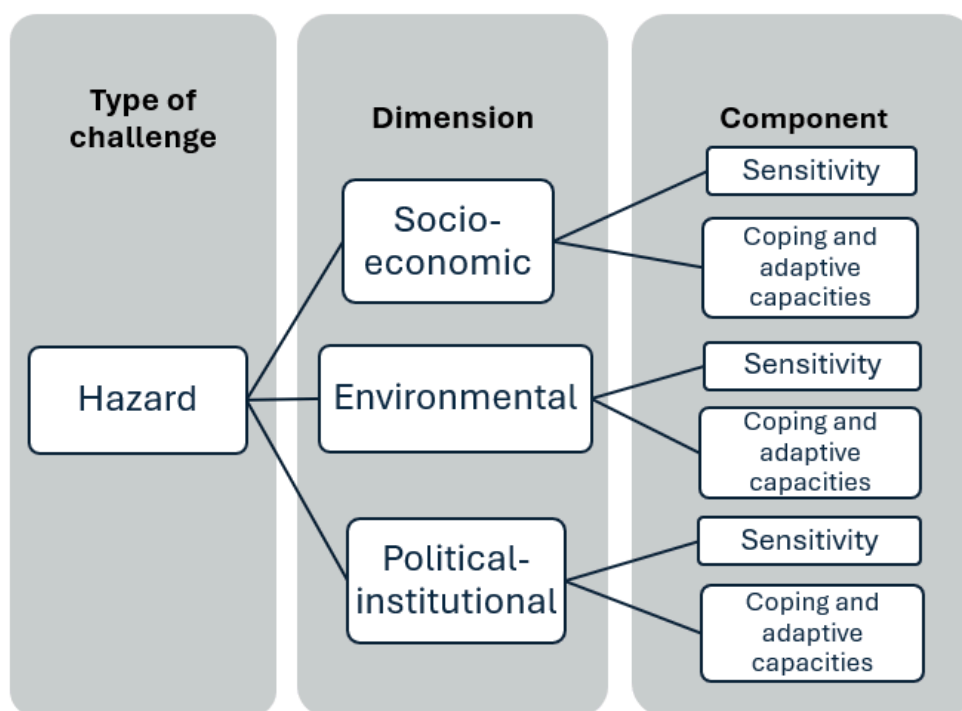 Type of
challenge
Dimension
Component
Hazard
Socio-
economic
Sensitivity
Coping and
adaptive
capacities
Environmental
Sensitivity
Coping and
adaptive
capacities
Political-
institutional
Sensitivity
Coping and
adaptive
capacities